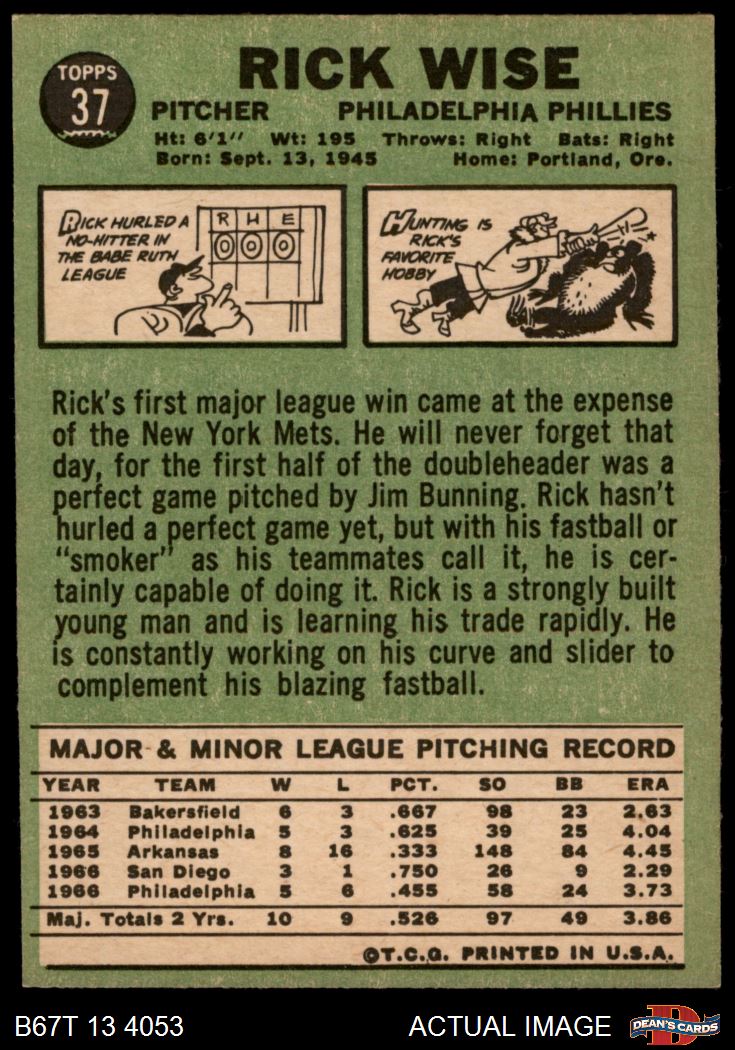 TOPPS
37
RICK WISE
PITCHER PHILADELPHIA PHILLIES
Ht: 6'1" Wt: 195 Throws: Right Bats: Right
Born: Sept. 13, 1945 Home: Portland, Ore.
RICK HURLED A
NO-HITTER IN
THE BABE RUTH
LEAGUE
R H E
0 0 0
HUNTING IS
RICK'S
FAVORITE
HOBBY
Rick's first major league win came at the expense
of the New York Mets. He will never forget that
day, for the first half of the doubleheader was a
perfect game pitched by Jim Bunning. Rick hasn't
hurled a perfect game yet, but with his fastball or
"smoker" as his teammates call it, he is cer-
tainly capable of doing it. Rick is a strongly built
young man and is learning his trade rapidly. He
is constantly working on his curve and slider to
complement his blazing fastball.
MAJOR & MINOR LEAGUE PITCHING RECORD
YEAR TEAM W L PCT. SO BB ERA
1963 Bakersfield 6 3 .667 98 23 2.63
1964 Philadelphia 5 3 .625 39 25 4.04
1965 Arkansas 8 16 .333 148 84 4.45
1966 San Diego 3 1 .750 26 9 2.29
1966 Philadelphia 5 6 .455 58 24 3.73
Maj. Totals 2 Yrs. 10 9 .526 97 49 3.86
©T.C.G. PRINTED IN U.S.A.
B67T 13 4053 ACTUAL IMAGE
D
DEAN'S CARDS